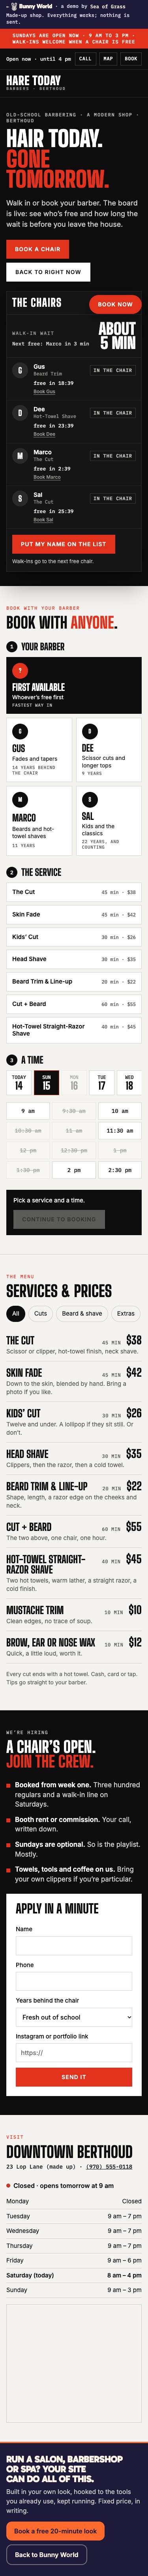 Bunny World · a demo by Sea of Grass
Made-up shop. Everything works; nothing is
sent.
SUNDAYS ARE OPEN NOW · 9 AM TO 3 PM ·
WALK-INS WELCOME WHEN A CHAIR IS FREE
Open now · until 4 pm
CALL
MAP
BOOK
HARE TODAY
BARBERS · BERTHOUD
OLD-SCHOOL BARBERING · A MODERN SHOP ·
BERTHOUD
HAIR TODAY.
GONE
TOMORROW.
Walk in or book your barber. The board
is live: see who's free and how long the
wait is before you leave the house.
BOOK A CHAIR
BACK TO RIGHT NOW
THE CHAIRS
BOOK NOW
WALK-IN WAIT
Next free: Marco in 3 min
ABOUT
5 MIN
G
Gus
Beard Trim
free in 18:39
Book Gus
IN THE CHAIR
D
Dee
Hot-Towel Shave
free in 23:39
Book Dee
IN THE CHAIR
M
Marco
The Cut
free in 2:39
Book Marco
IN THE CHAIR
S
Sal
The Cut
free in 25:39
Book Sal
IN THE CHAIR
PUT MY NAME ON THE LIST
Walk-ins go to the next free chair.
BOOK WITH YOUR BARBER
BOOK WITH ANYONE.
1 YOUR BARBER
?
FIRST AVAILABLE
Whoever's free first
FASTEST WAY IN
G
GUS
Fades and tapers
14 YEARS BEHIND
THE CHAIR
D
DEE
Scissor cuts and
longer tops
9 YEARS
M
MARCO
Beards and hot-
towel shaves
11 YEARS
S
SAL
Kids and the
classics
22 YEARS, AND
COUNTING
2 THE SERVICE
The Cut
45 min · $38
Skin Fade
45 min · $42
Kids' Cut
30 min · $26
Head Shave
30 min · $35
Beard Trim & Line-up
20 min · $22
Cut + Beard
60 min · $55
Hot-Towel Straight-Razor
Shave
40 min · $45
3 A TIME
TODAY
14
SUN
15
MON
16
TUE
17
WED
18
9 am
9:30 am
10 am
10:30 am
11 am
11:30 am
12 pm
12:30 pm
1 pm
1:30 pm
2 pm
2:30 pm
Pick a service and a time.
CONTINUE TO BOOKING
THE MENU
SERVICES & PRICES
All
Cuts
Beard & shave
Extras
THE CUT
45 MIN $38
Scissor or clipper, hot-towel finish, neck shave.
SKIN FADE
45 MIN $42
Down to the skin, blended by hand. Bring a
photo if you like.
KIDS' CUT
30 MIN $26
Twelve and under. A lollipop if they sit still. Or
don't.
HEAD SHAVE
30 MIN $35
Clippers, then the razor, then a cold towel.
BEARD TRIM & LINE-UP
20 MIN $22
Shape, length, a razor edge on the cheeks and
neck.
CUT + BEARD
60 MIN $55
The two above, one chair, one hour.
HOT-TOWEL STRAIGHT-
RAZOR SHAVE
40 MIN $45
Two hot towels, warm lather, a straight razor, a
cold finish.
MUSTACHE TRIM
10 MIN $10
Clean edges, no trace of soup.
BROW, EAR OR NOSE WAX
10 MIN $12
Quick, a little loud, worth it.
Every cut ends with a hot towel. Cash, card or tap.
Tips go straight to your barber.
WE'RE HIRING
A CHAIR'S OPEN.
JOIN THE CREW.
Booked from week one. Three hundred
regulars and a walk-in line on
Saturdays.
Booth rent or commission. Your call,
written down.
Sundays are optional. So is the playlist.
Mostly.
Towels, tools and coffee on us. Bring
your own clippers if you're particular.
APPLY IN A MINUTE
Name
Phone
Years behind the chair
Fresh out of school
Instagram or portfolio link
https://
SEND IT
VISIT
DOWNTOWN BERTHOUD
23 Lop Lane (made up) · (970) 555-0118
Closed · opens tomorrow at 9 am
Monday
Closed
Tuesday
9 am – 7 pm
Wednesday
9 am – 7 pm
Thursday
9 am – 7 pm
Friday
9 am – 6 pm
Saturday (today)
8 am – 4 pm
Sunday
9 am – 3 pm
RUN A SALON, BARBERSHOP
OR SPA? YOUR SITE
CAN DO ALL OF THIS.
Built in your own look, hooked to the tools
you already use, kept running. Fixed price, in
writing.
Book a free 20-minute look
Back to Bunny World